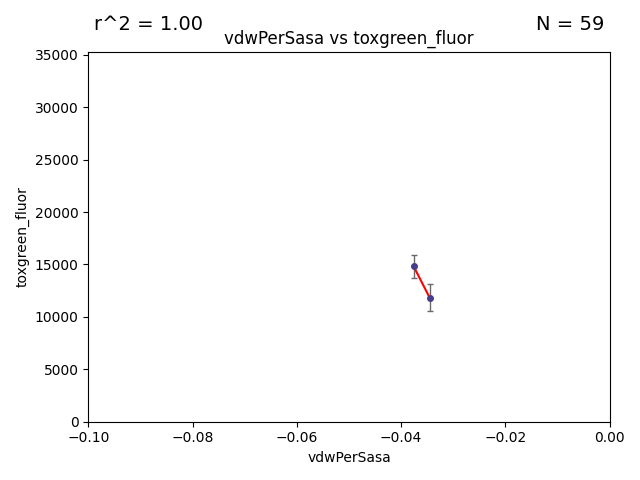 r^2 = 1.00
N = 59
vdwPerSasa vs toxgreen_fluor
35000
30000
25000
20000
15000
10000
5000
0
toxgreen_fluor
−0.10
−0.08
−0.06
−0.04
−0.02
0.00
vdwPerSasa